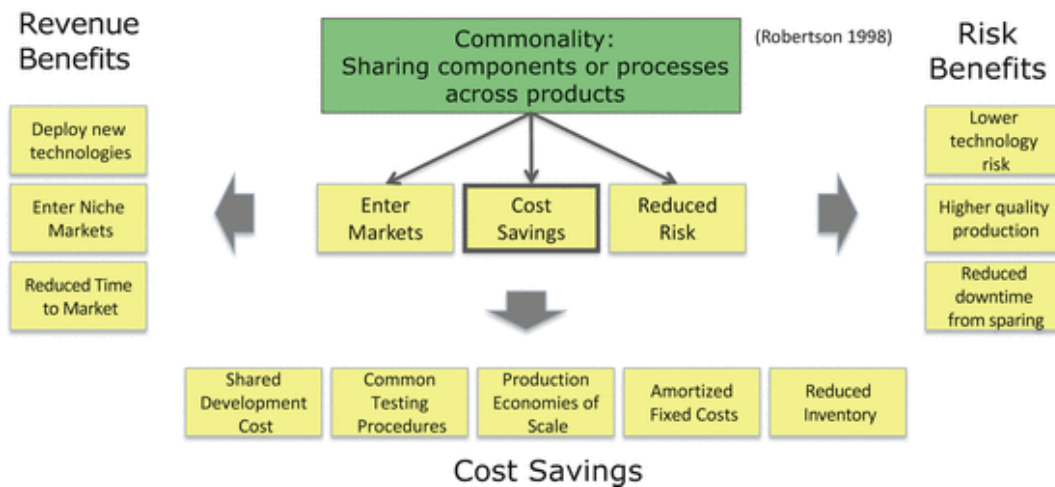 Revenue
Benefits
Deploy new
technologies
Enter Niche
Markets
Reduced Time
to Market
Commonality:
Sharing components or processes
across products
(Robertson 1998)
Enter
Markets
Cost
Savings
Reduced
Risk
Risk
Benefits
Lower
technology
risk
Higher quality
production
Reduced
downtime
from sparing
Shared
Development
Cost
Common
Testing
Procedures
Production
Economies of
Scale
Amortized
Fixed Costs
Reduced
Inventory
Cost Savings